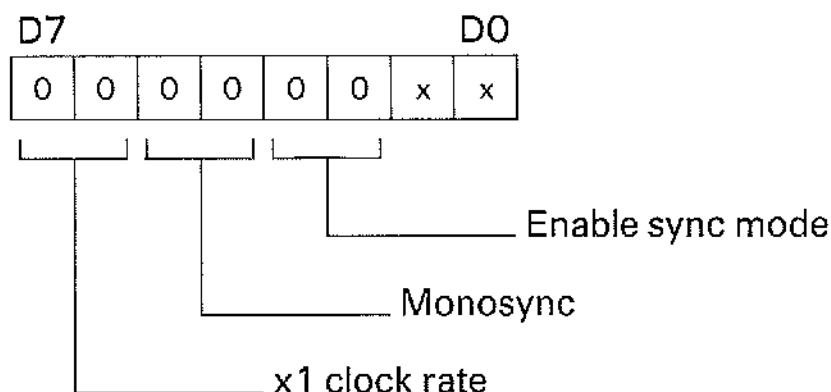 D7 D0
0 0 0 0 0 0 x x
Enable sync mode
Monosync
x1 clock rate